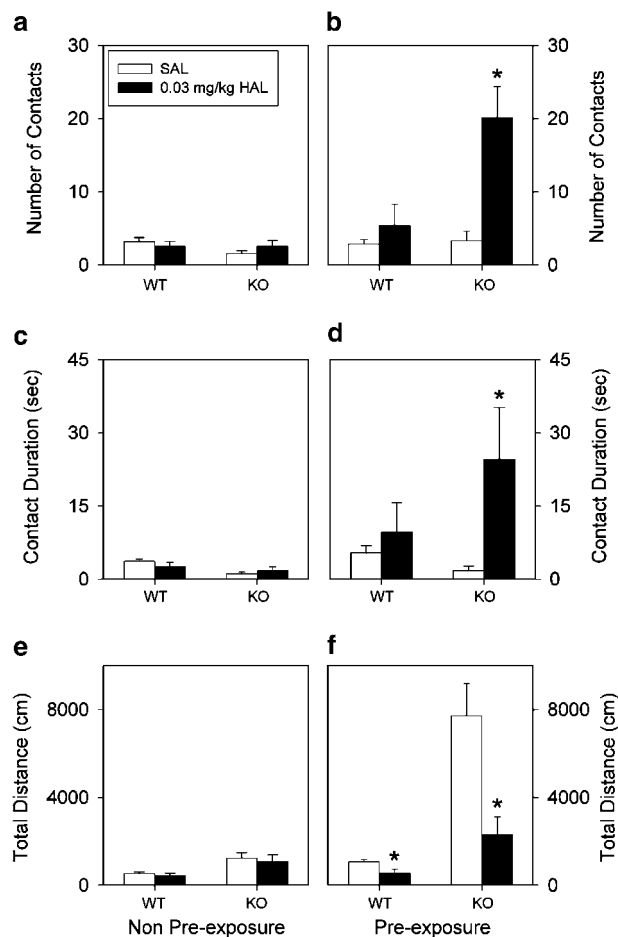 a
b
30
20
10
0
Number of Contacts
SAL
0.03 mg/kg HAL
WT
KO
*
30
20
10
0
Number of Contacts
WT
KO
c
d
45
30
15
0
Contact Duration (sec)
WT
KO
*
45
30
15
0
Contact Duration (sec)
WT
KO
e
f
8000
4000
0
Total Distance (cm)
WT
KO
Non Pre-exposure
*
*
8000
4000
0
Total Distance (cm)
WT
KO
Pre-exposure